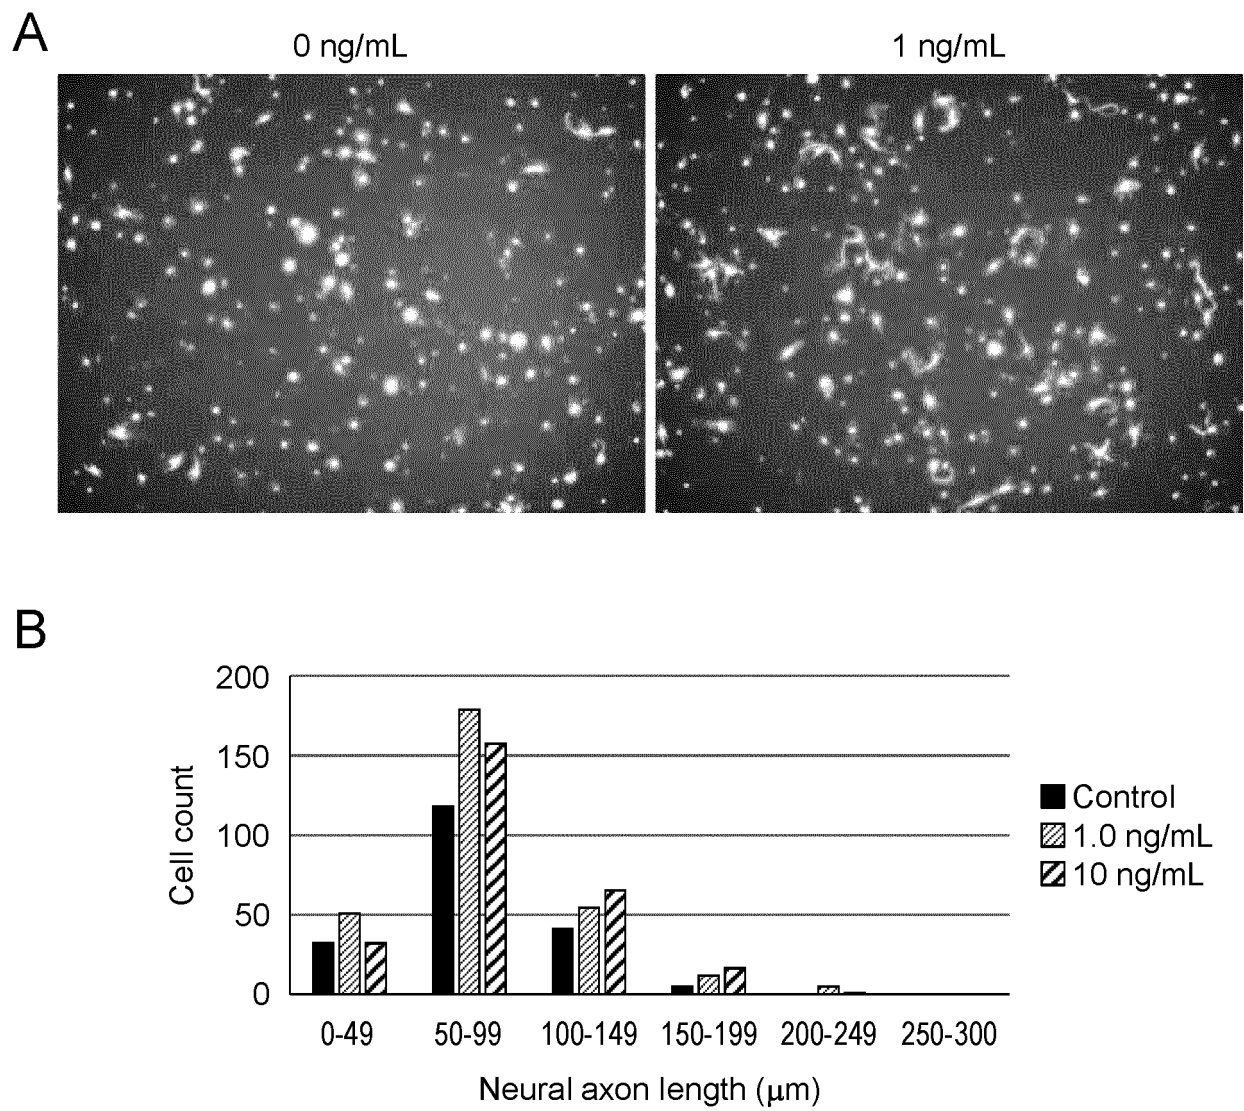 A
0 ng/mL
1 ng/mL
B
200
150
100
50
0
Cell count
0-49
50-99
100-149
150-199
200-249
250-300
Neural axon length (μm)
Control
1.0 ng/mL
10 ng/mL